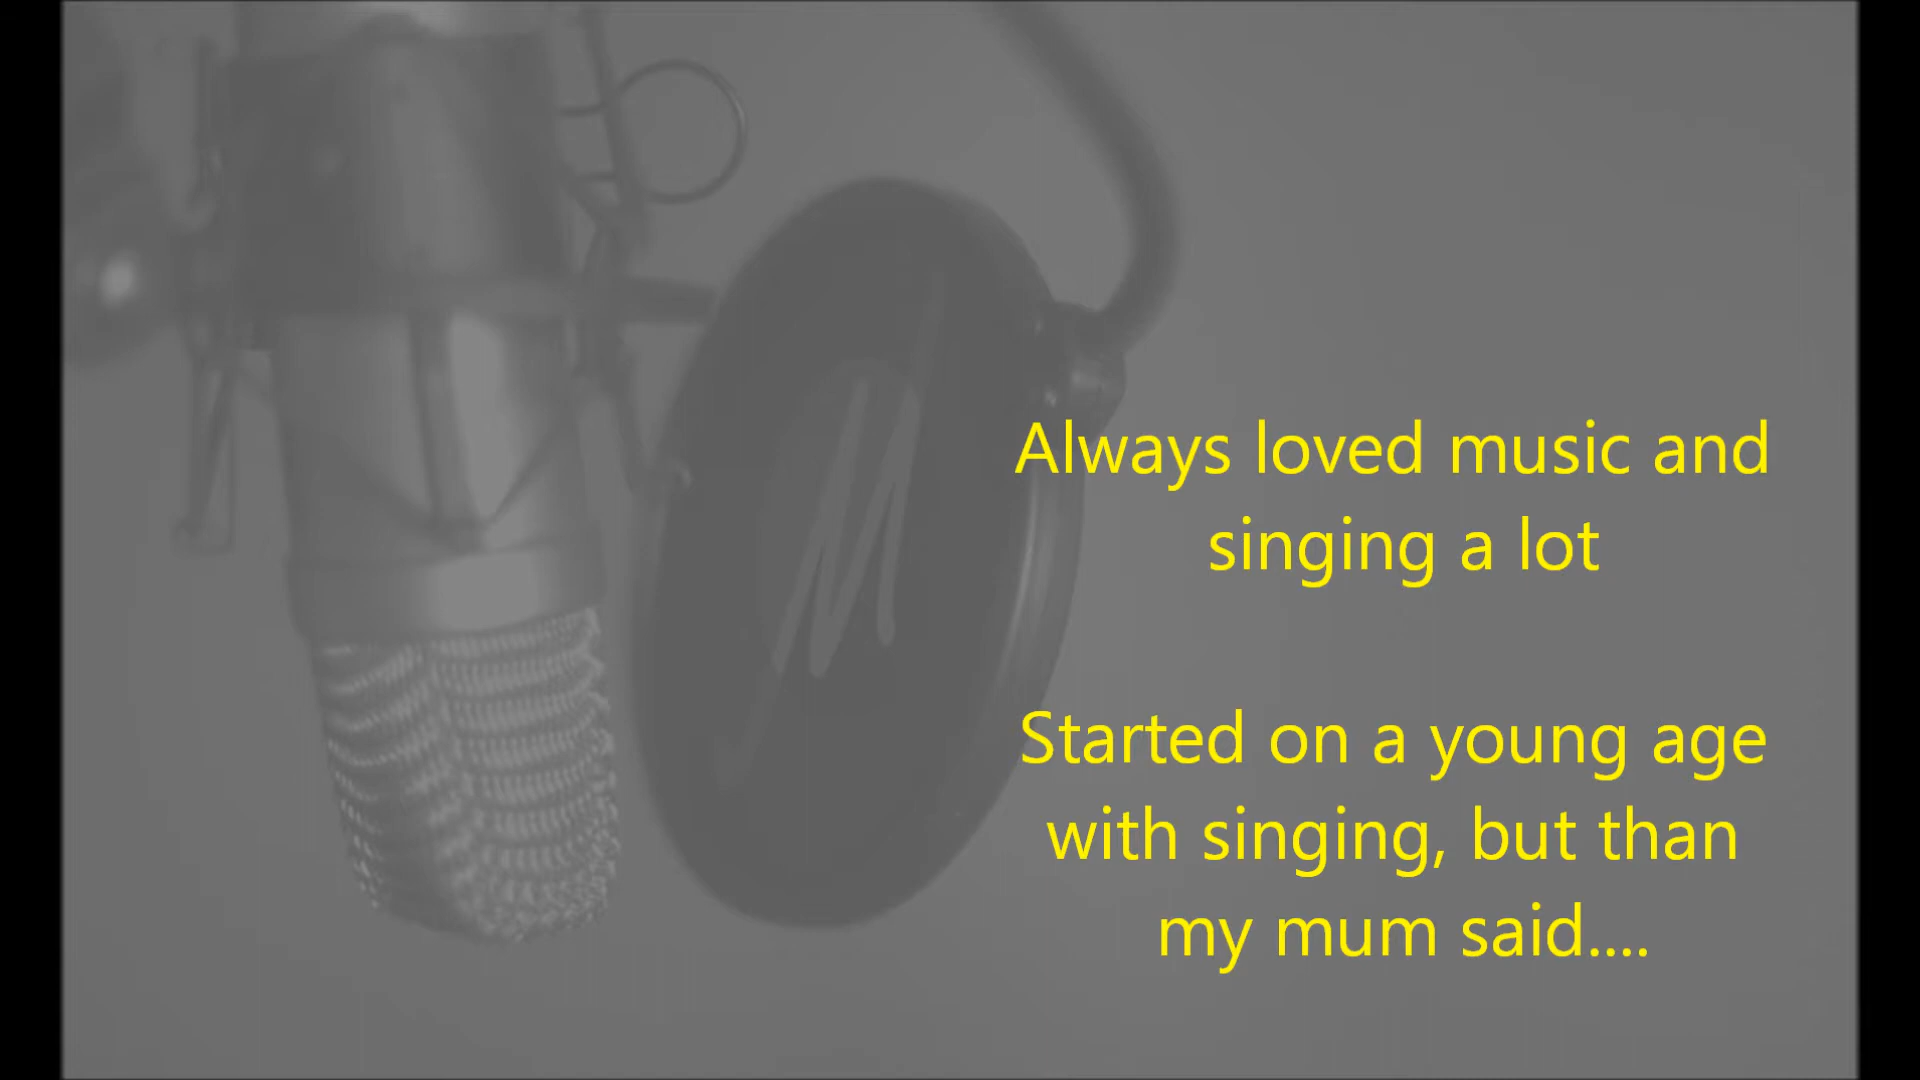 Always loved music and
singing a lot
Started on a young age
with singing, but than
my mum said....